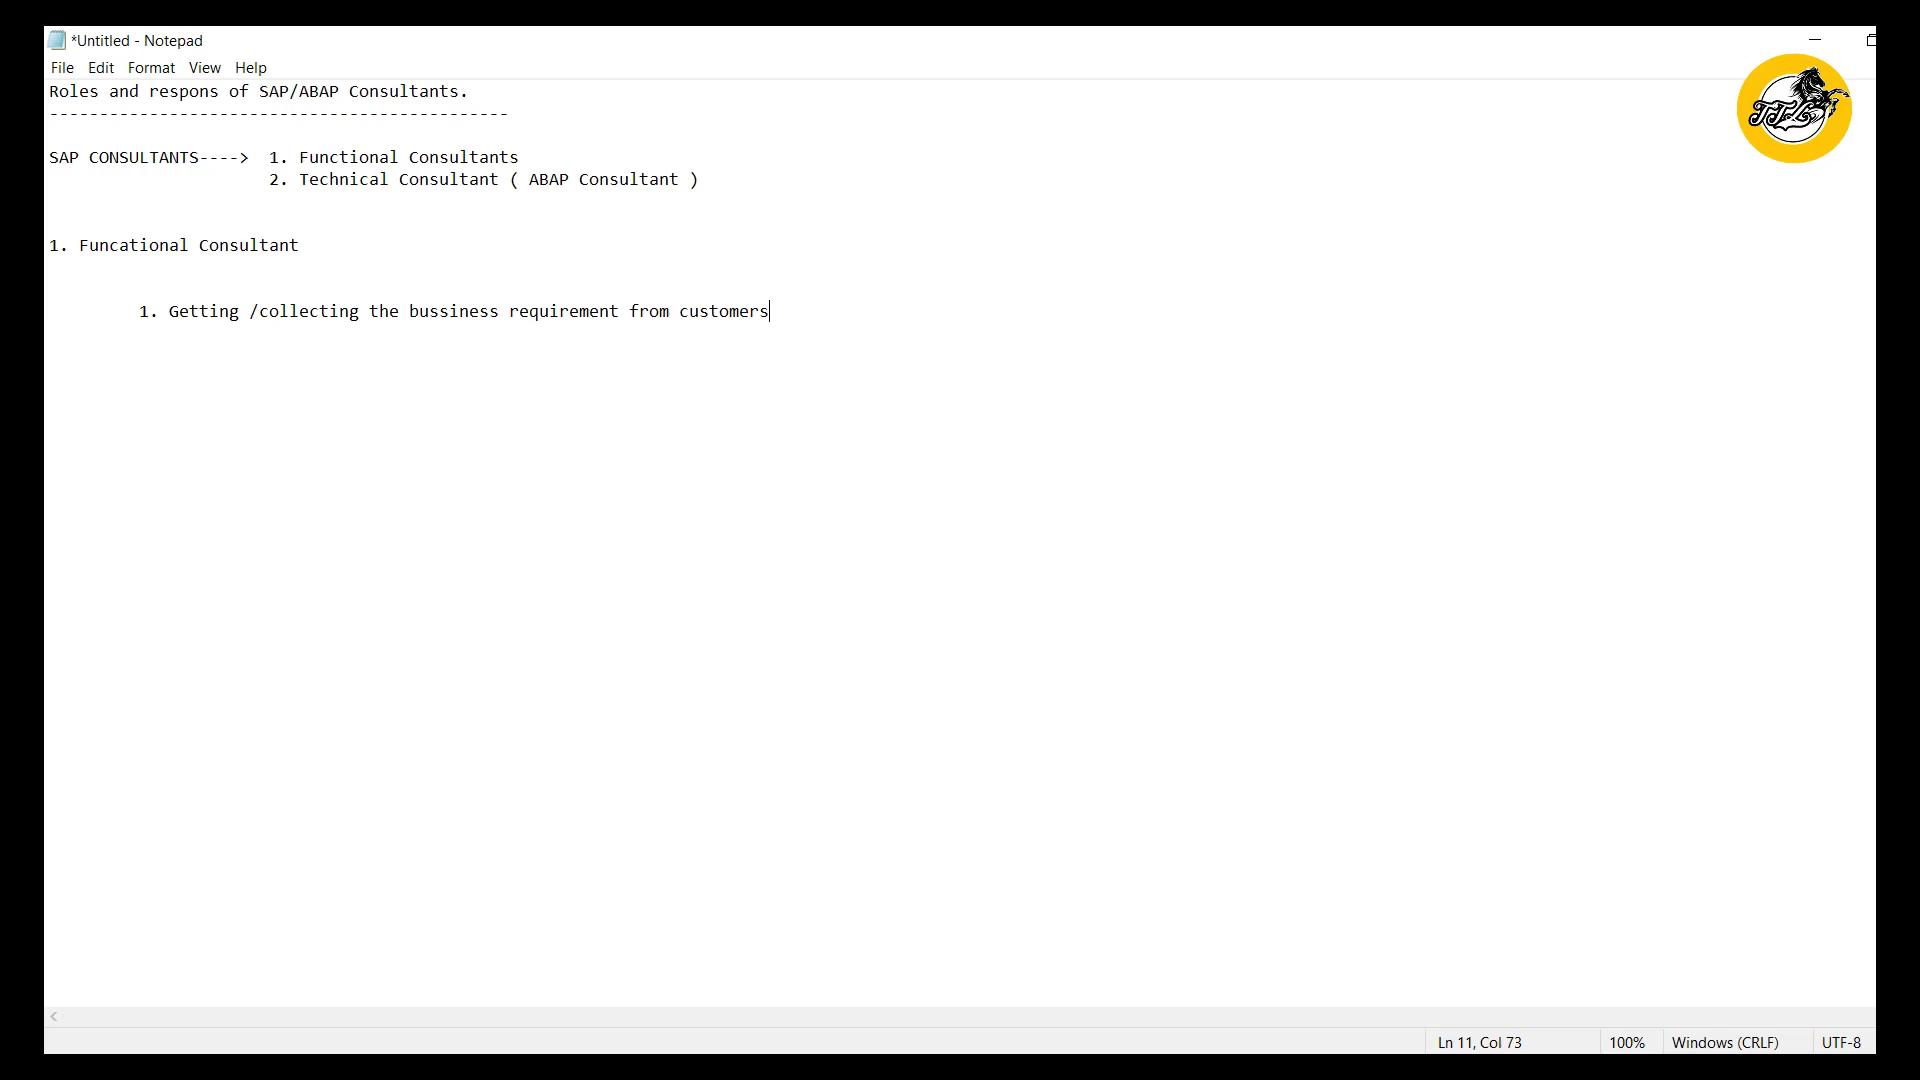 *Untitled - Notepad
File Edit Format View Help
Roles and respons of SAP/ABAP Consultants.
----------------------------------------------
SAP CONSULTANTS----> 1. Functional Consultants
2. Technical Consultant ( ABAP Consultant )
1. Funcational Consultant
1. Getting /collecting the bussiness requirement from customers
Ln 11, Col 73 100% Windows (CRLF) UTF-8